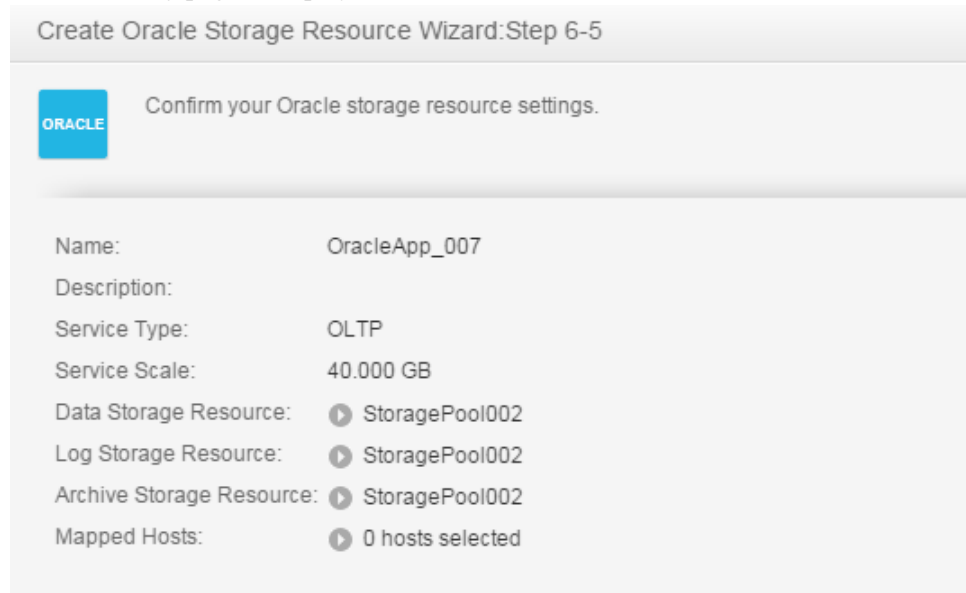 Create Oracle Storage Resource Wizard:Step 6-5
ORACLE
Confirm your Oracle storage resource settings.
Name: OracleApp_007
Description:
Service Type: OLTP
Service Scale: 40.000 GB
Data Storage Resource: StoragePool002
Log Storage Resource: StoragePool002
Archive Storage Resource: StoragePool002
Mapped Hosts: 0 hosts selected